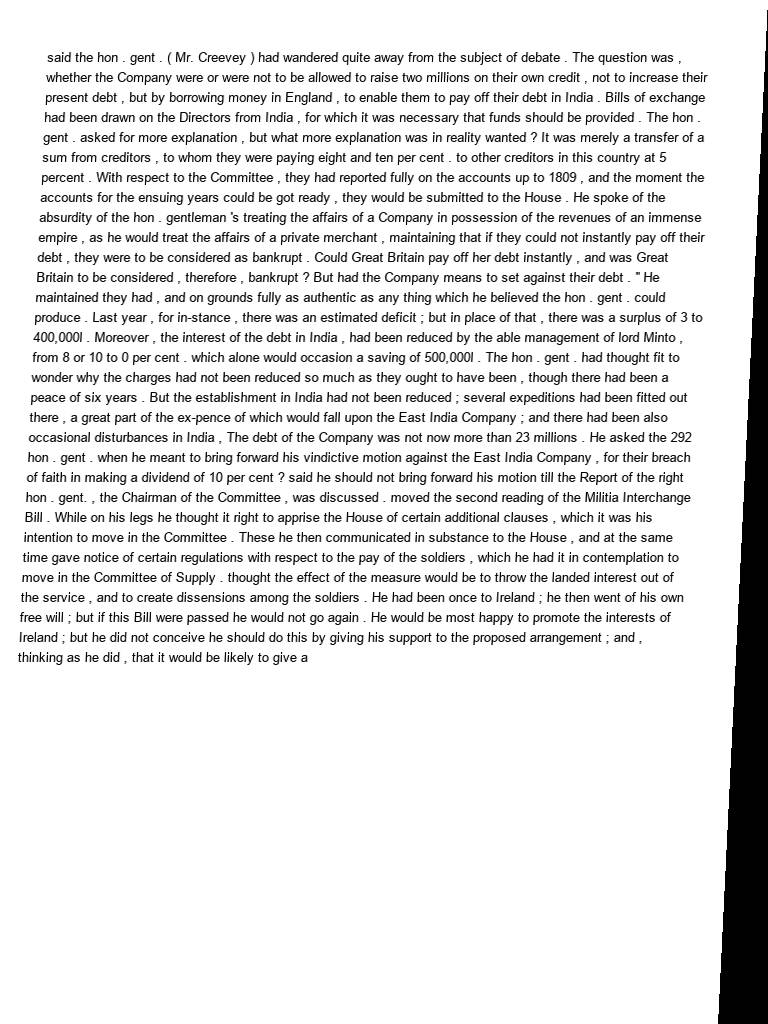 said the hon . gent . ( Mr. Creevey ) had wandered quite away from the subject of debate . The question was ,
whether the Company were or were not to be allowed to raise two millions on their own credit , not to increase their
present debt , but by borrowing money in England , to enable them to pay off their debt in India . Bills of exchange
had been drawn on the Directors from India , for which it was necessary that funds should be provided . The hon .
gent . asked for more explanation , but what more explanation was in reality wanted ? It was merely a transfer of a
sum from creditors , to whom they were paying eight and ten per cent . to other creditors in this country at 5
percent . With respect to the Committee , they had reported fully on the accounts up to 1809 , and the moment the
accounts for the ensuing years could be got ready , they would be submitted to the House . He spoke of the
absurdity of the hon . gentleman 's treating the affairs of a Company in possession of the revenues of an immense
empire , as he would treat the affairs of a private merchant , maintaining that if they could not instantly pay off their
debt , they were to be considered as bankrupt . Could Great Britain pay off her debt instantly , and was Great
Britain to be considered , therefore , bankrupt ? But had the Company means to set against their debt . " He
maintained they had , and on grounds fully as authentic as any thing which he believed the hon . gent . could
produce . Last year , for in-stance , there was an estimated deficit ; but in place of that , there was a surplus of 3 to
400,000l . Moreover , the interest of the debt in India , had been reduced by the able management of lord Minto ,
from 8 or 10 to 0 per cent . which alone would occasion a saving of 500,000l . The hon . gent . had thought fit to
wonder why the charges had not been reduced so much as they ought to have been , though there had been a
peace of six years . But the establishment in India had not been reduced ; several expeditions had been fitted out
there , a great part of the ex-pence of which would fall upon the East India Company ; and there had been also
occasional disturbances in India , The debt of the Company was not now more than 23 millions . He asked the 292
hon . gent . when he meant to bring forward his vindictive motion against the East India Company , for their breach
of faith in making a dividend of 10 per cent ? said he should not bring forward his motion till the Report of the right
hon . gent. , the Chairman of the Committee , was discussed . moved the second reading of the Militia Interchange
Bill . While on his legs he thought it right to apprise the House of certain additional clauses , which it was his
intention to move in the Committee . These he then communicated in substance to the House , and at the same
time gave notice of certain regulations with respect to the pay of the soldiers , which he had it in contemplation to
move in the Committee of Supply . thought the effect of the measure would be to throw the landed interest out of
the service , and to create dissensions among the soldiers . He had been once to Ireland ; he then went of his own
free will ; but if this Bill were passed he would not go again . He would be most happy to promote the interests of
Ireland ; but he did not conceive he should do this by giving his support to the proposed arrangement ; and ,
thinking as he did , that it would be likely to give a